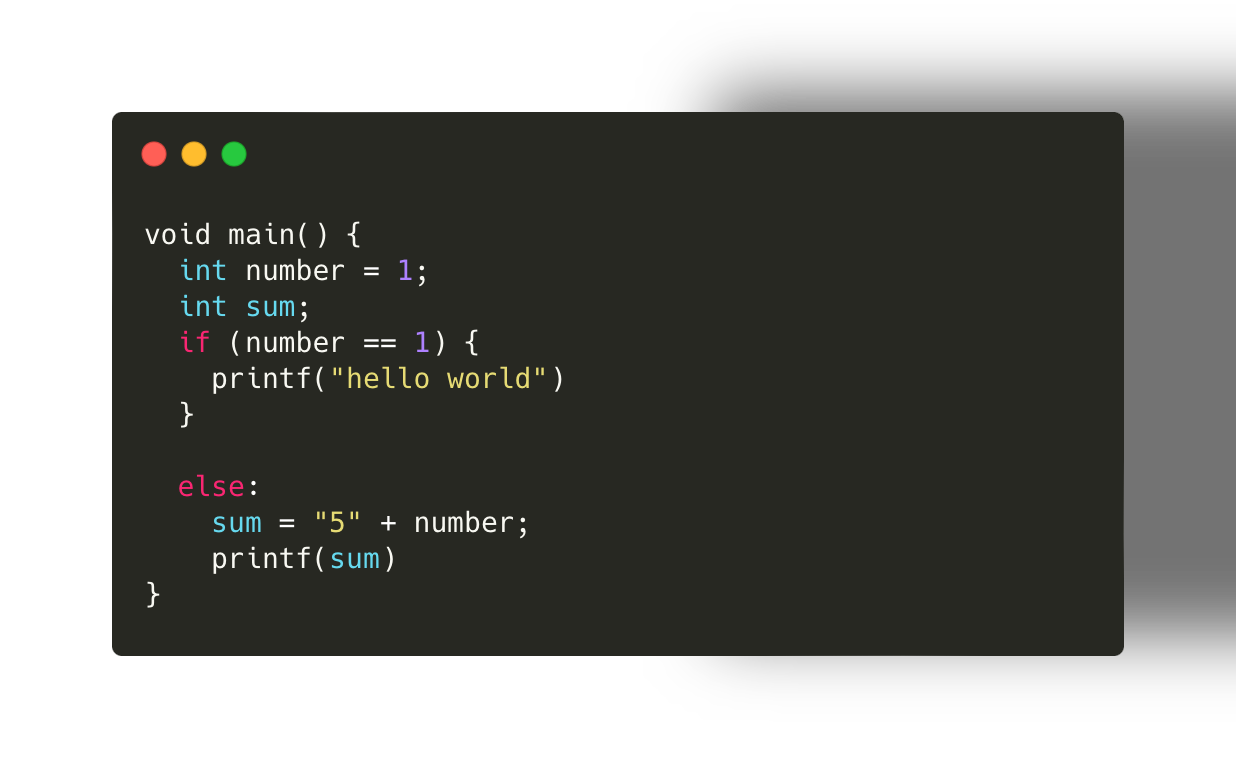 void main() {
  int number = 1;
  int sum;
  if (number == 1) {
    printf("hello world")
  }

  else:
    sum = "5" + number;
    printf(sum)
}